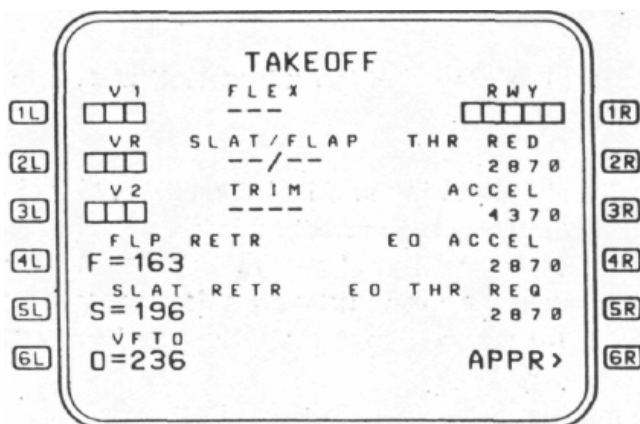 TAKEOFF
V1 FLEX RWY
1L --- 1R
VR SLAT/FLAP THR RED
2L --/-- 2870 2R
V2 TRIM ACCEL
3L ---- 4370 3R
FLP RETR EO ACCEL
4L F=163 2870 4R
SLAT RETR EO THR REQ
5L S=196 2870 5R
VFTO
6L O=236 APPR> 6R